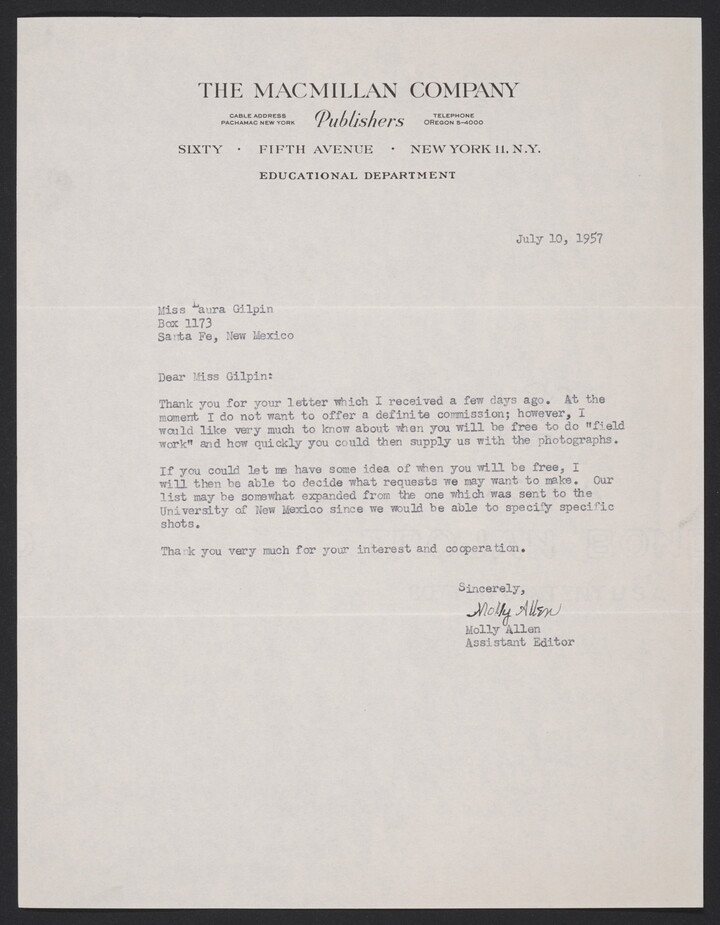 THE MACMILLAN COMPANY
CABLE ADDRESS
PACHAMAC NEW YORK
Publishers
TELEPHONE
OREGON 5-4000
SIXTY · FIFTH AVENUE · NEW YORK 11, N.Y.
EDUCATIONAL DEPARTMENT
July 10, 1957
Miss Laura Gilpin
Box 1173
Santa Fe, New Mexico
Dear Miss Gilpin:
Thank you for your letter which I received a few days ago. At the
moment I do not want to offer a definite commission; however, I
would like very much to know about when you will be free to do "field
work" and how quickly you could then supply us with the photographs.
If you could let me have some idea of when you will be free, I
will then be able to decide what requests we may want to make. Our
list may be somewhat expanded from the one which was sent to the
University of New Mexico since we would be able to specify specific
shots.
Thank you very much for your interest and cooperation.
Sincerely,
Molly Allen
Molly Allen
Assistant Editor